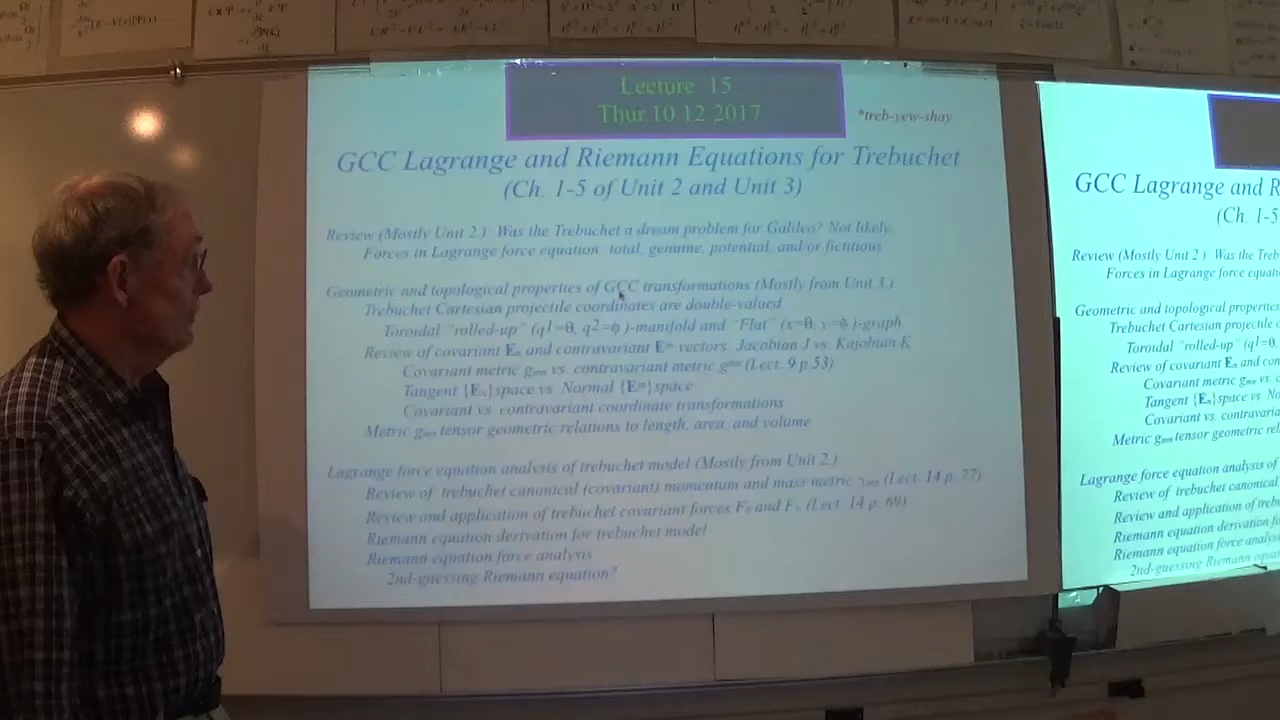 Lecture 15
Thur.10.12.2017
*treb-yew-shay
GCC Lagrange and Riemann Equations for Trebuchet
(Ch. 1-5 of Unit 2 and Unit 3)
Review (Mostly Unit 2.) Was the Trebuchet a dream problem for Galileo? Not likely.
Forces in Lagrange force equation: total, genuine, potential, and/or fictitious
Geometric and topological properties of GCC transformations (Mostly from Unit 3.)
Trebuchet Cartesian projectile coordinates are double-valued
Toroidal "rolled-up" (q1=θ, q2=ϕ)-manifold and "Flat" (x=θ, y=ϕ)-graph
Review of covariant En and contravariant Em vectors: Jacobian J vs. Kajobian K
Covariant metric gmn vs. contravariant metric gmn (Lect. 9 p.53)
Tangent {En}space vs. Normal {Em}space
Covariant vs. contravariant coordinate transformations
Metric gmn tensor geometric relations to length, area, and volume
Lagrange force equation analysis of trebuchet model (Mostly from Unit 2.)
Review of trebuchet canonical (covariant) momentum and mass metric γmn (Lect. 14 p. 77)
Review and application of trebuchet covariant forces Fθ and Fϕ (Lect. 14 p. 69)
Riemann equation derivation for trebuchet model
Riemann equation force analysis
2nd-guessing Riemann equation?
GCC Lagrange and R
(Ch. 1-5
Review (Mostly Unit 2.) Was the Treb
Forces in Lagrange force equati
Geometric and topological properties
Trebuchet Cartesian projectile c
Toroidal "rolled-up" (q1=θ,
Review of covariant En and con
Covariant metric gmn vs. c
Tangent {En}space vs. No
Covariant vs. contravaria
Metric gmn tensor geometric rel
Lagrange force equation analysis of
Review of trebuchet canonical
Review and application of treb
Riemann equation derivation fo
Riemann equation force analysi
2nd-guessing Riemann equat